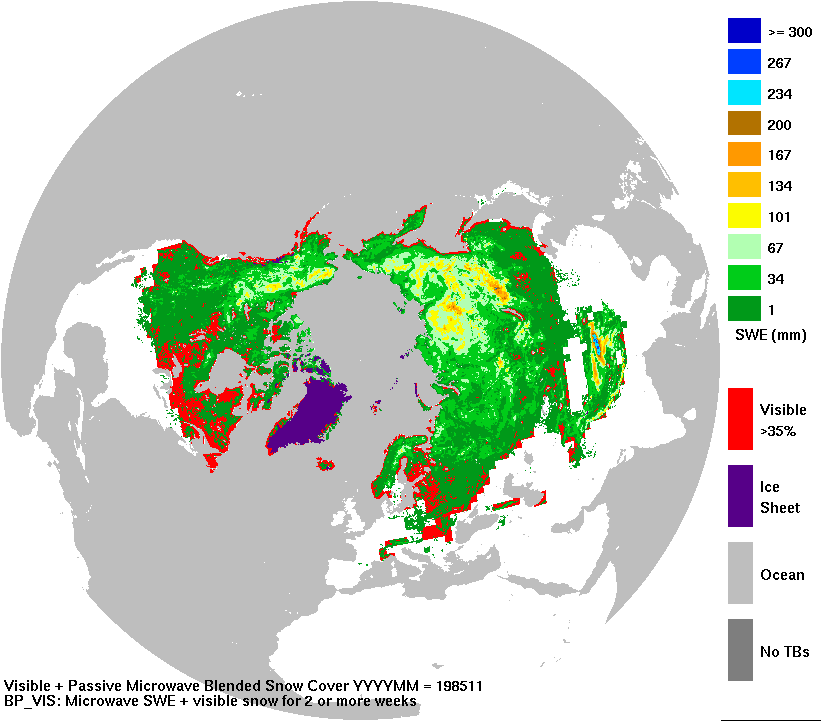 >= 300
267
234
200
167
134
101
67
34
1
SWE (mm)
Visible
>35%
Ice
Sheet
Ocean
No TBs
Visible + Passive Microwave Blended Snow Cover YYYYMM = 198511
BP_VIS: Microwave SWE + visible snow for 2 or more weeks